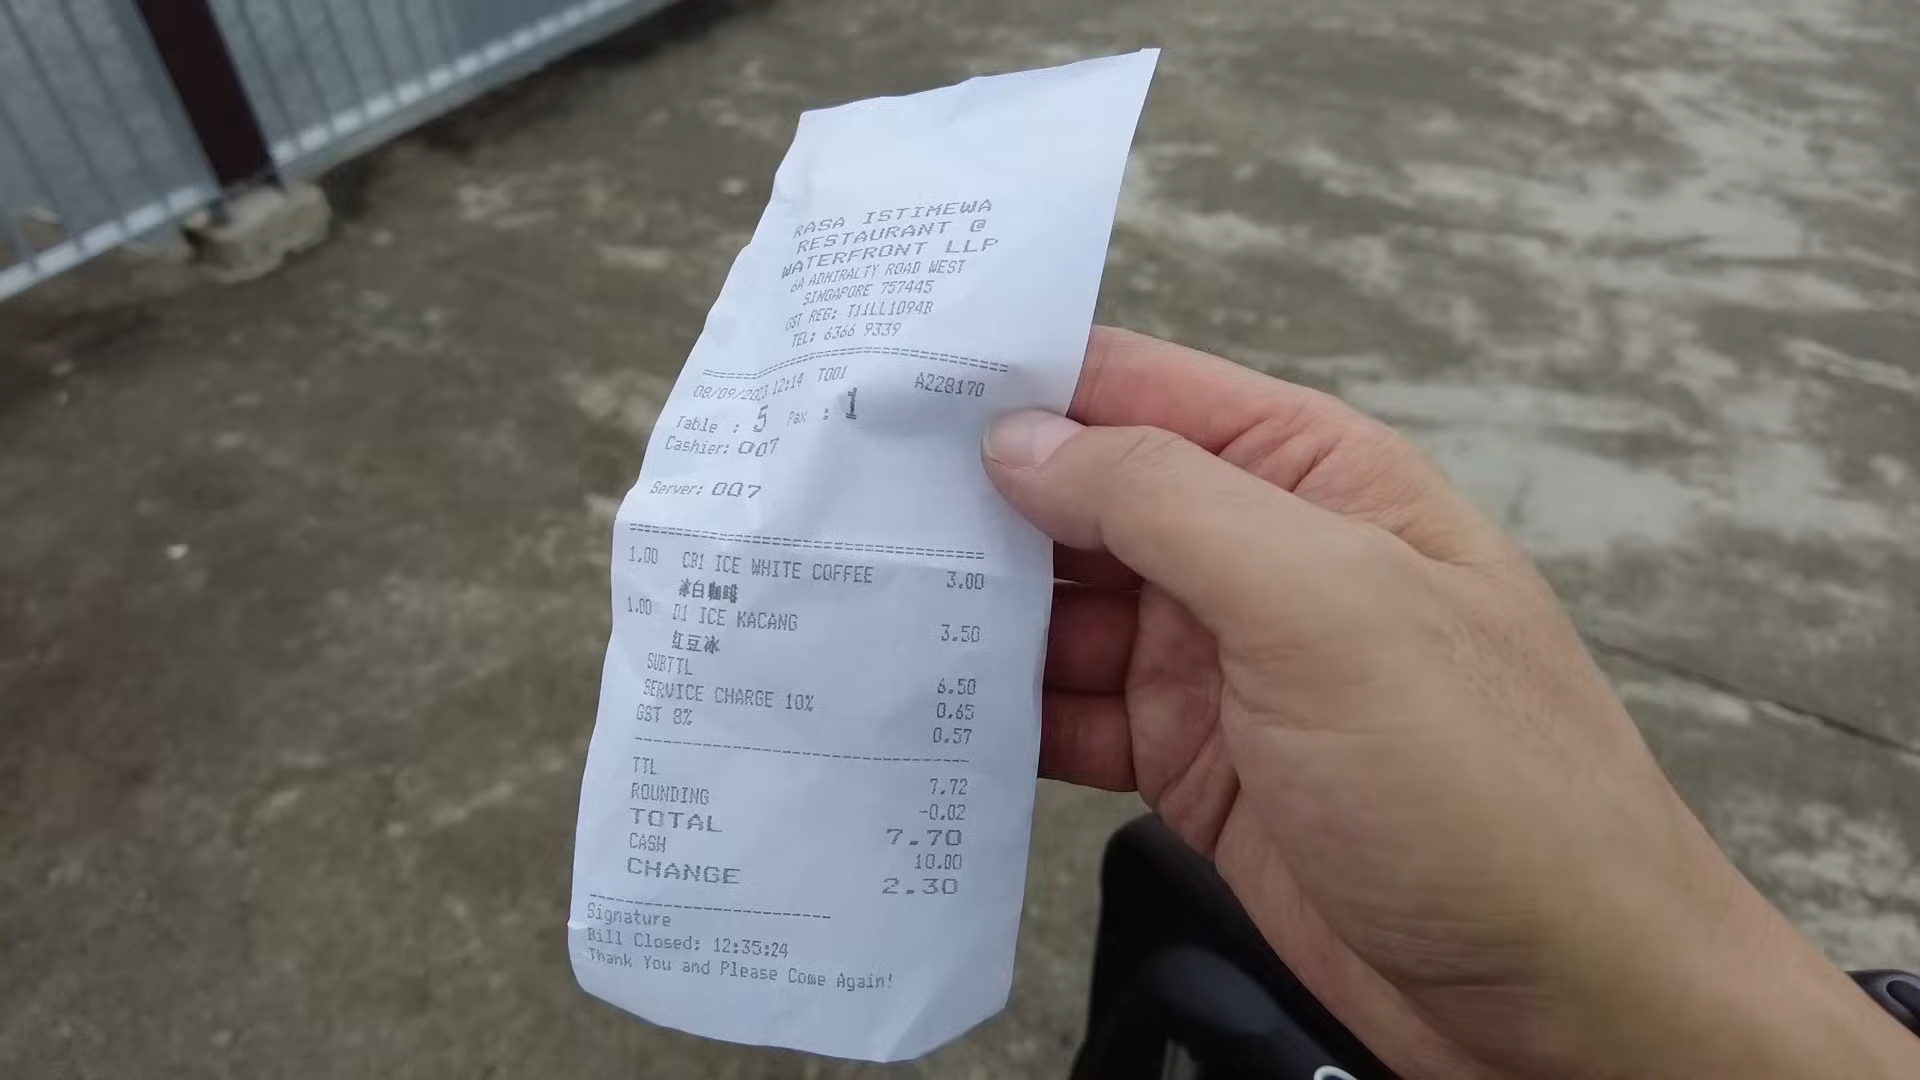 RASA ISTIMEWA
RESTAURANT @
WATERFRONT LLP
6A ADMIRALTY ROAD WEST
SINGAPORE 757445
GST REG: T11LL1094B
TEL: 6366 9339
08/09/2023 12:14 T001 A228170
Table : 5 Pax : 1
Cashier: 007
Server: 007
1.00 CB1 ICE WHITE COFFEE 3.00
冰白咖啡
1.00 D1 ICE KACANG 3.50
红豆冰
SUBTTL 6.50
SERVICE CHARGE 10% 0.65
GST 8% 0.57
TTL 7.72
ROUNDING -0.02
TOTAL 7.70
CASH 10.00
CHANGE 2.30
Signature
Bill Closed: 12:35:24
Thank You and Please Come Again!